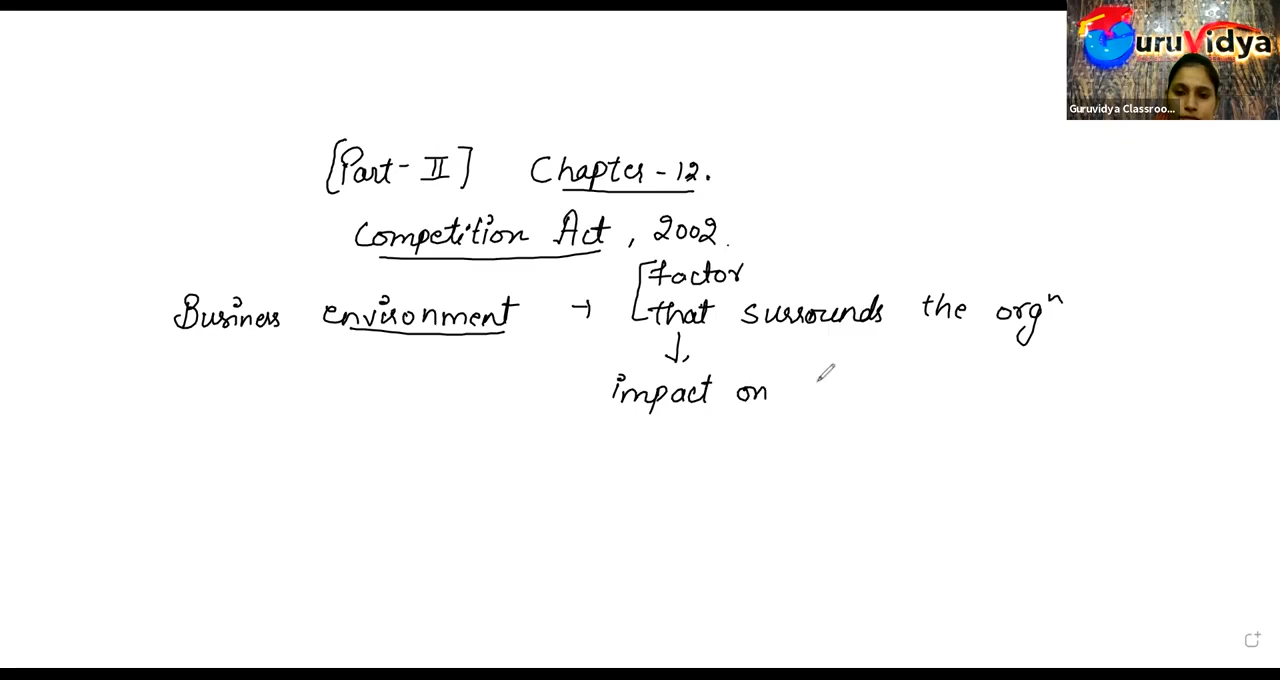 GuruVidya
Guruvidya Classroo...
[Part - II] Chapter - 12.
Competition Act, 2002.
[factor
Business environment → that surrounds the orgⁿ
↓
impact on